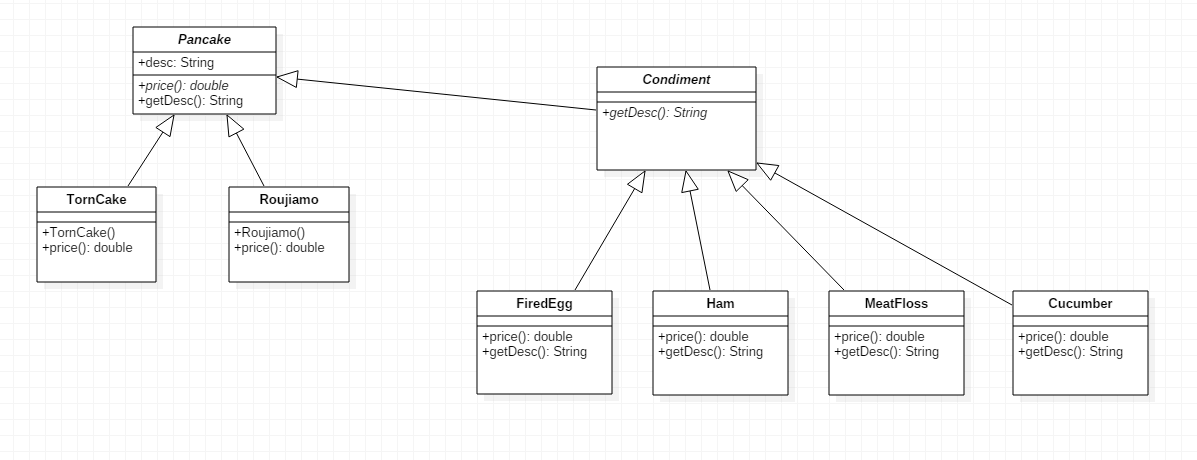 Pancake
+desc: String
+price(): double
+getDesc(): String
Condiment
+getDesc(): String
TornCake
+TornCake()
+price(): double
Roujiamo
+Roujiamo()
+price(): double
FiredEgg
+price(): double
+getDesc(): String
Ham
+price(): double
+getDesc(): String
MeatFloss
+price(): double
+getDesc(): String
Cucumber
+price(): double
+getDesc(): String